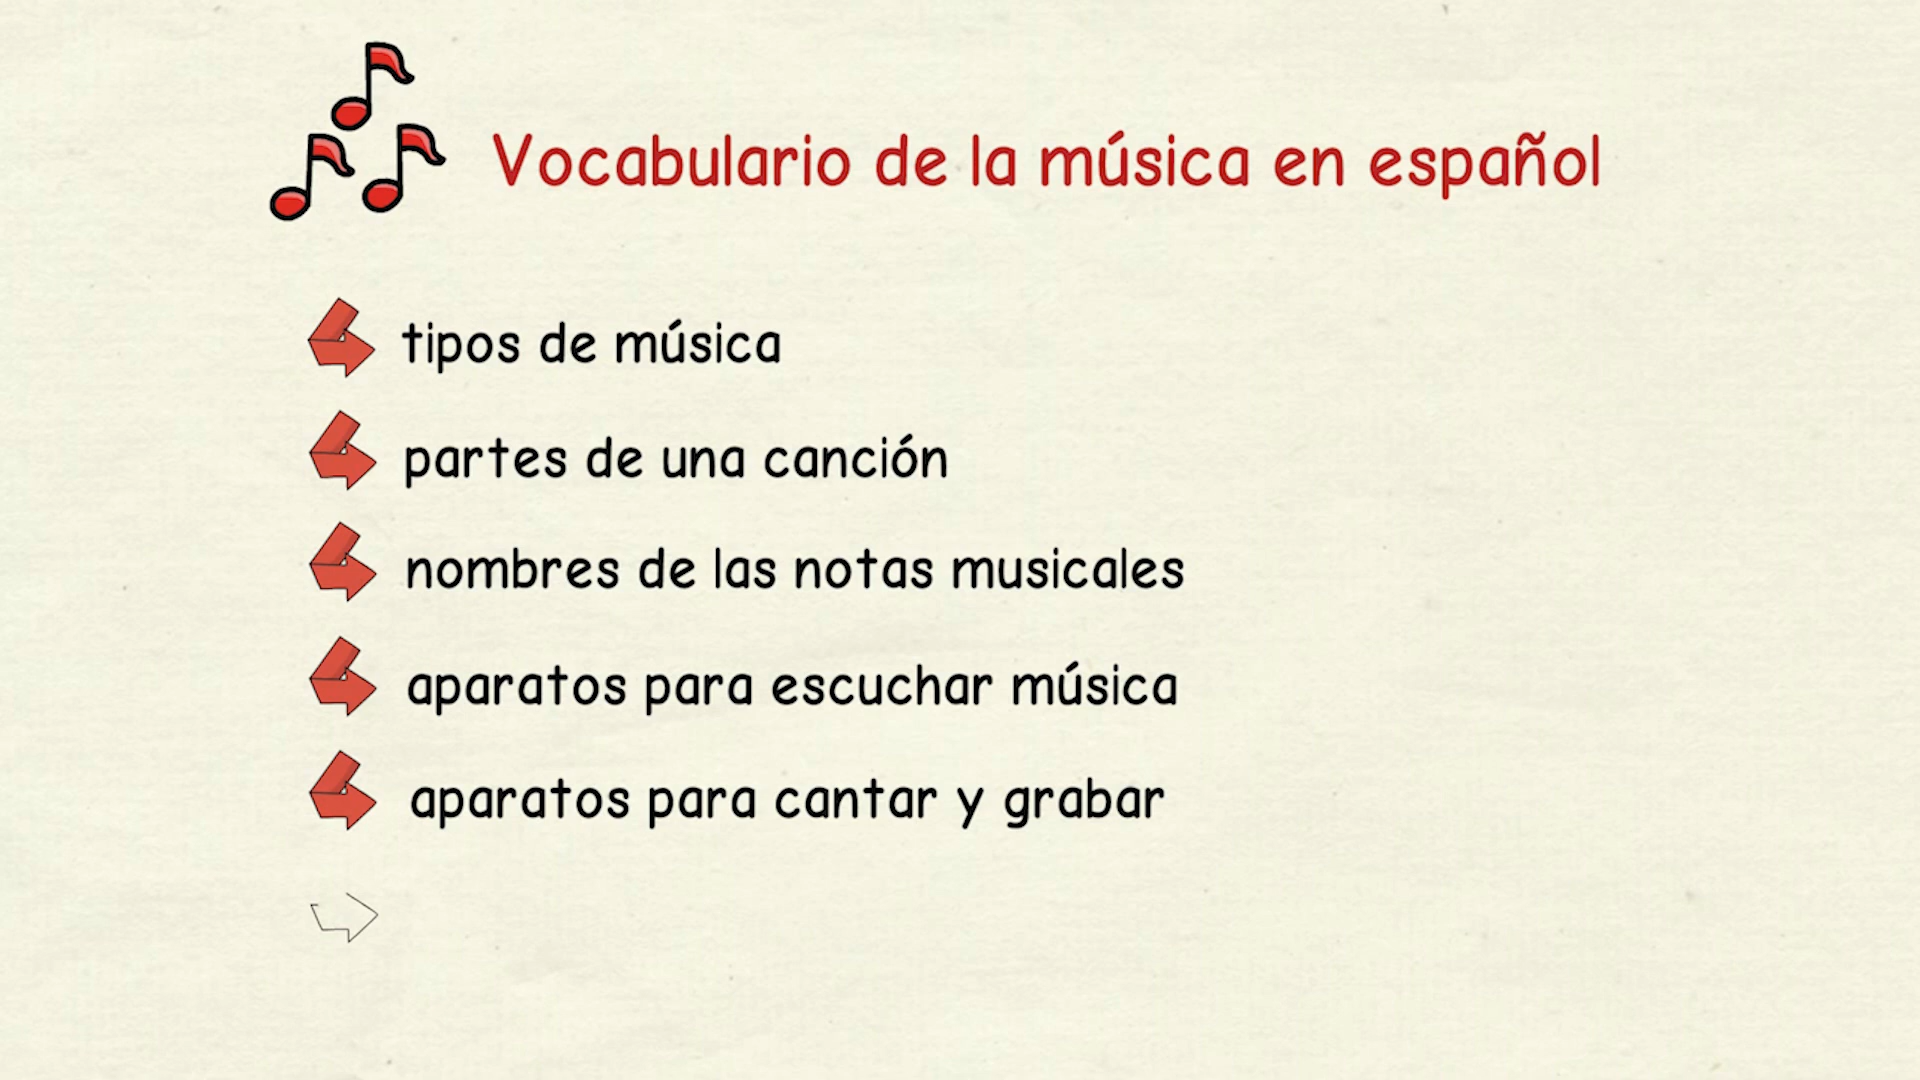 Vocabulario de la música en español
tipos de música
partes de una canción
nombres de las notas musicales
aparatos para escuchar música
aparatos para cantar y grabar